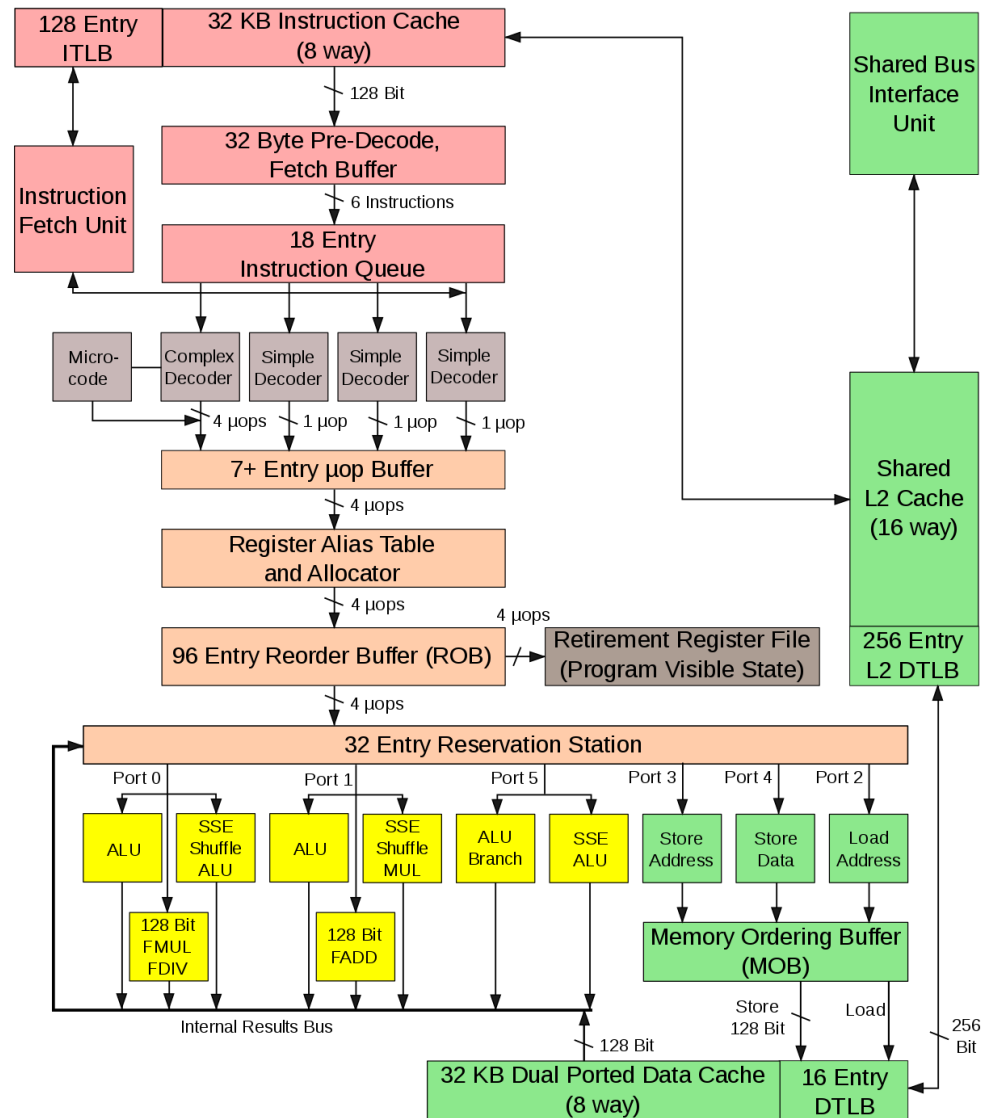 128 Entry
ITLB
32 KB Instruction Cache
(8 way)
Shared Bus
Interface
Unit
128 Bit
32 Byte Pre-Decode,
Fetch Buffer
Instruction
Fetch Unit
6 Instructions
18 Entry
Instruction Queue
Micro-
code
Complex
Decoder
Simple
Decoder
Simple
Decoder
Simple
Decoder
4 µops
1 µop
1 µop
1 µop
Shared
L2 Cache
(16 way)
7+ Entry µop Buffer
4 µops
Register Alias Table
and Allocator
4 µops
4 µops
96 Entry Reorder Buffer (ROB)
Retirement Register File
(Program Visible State)
256 Entry
L2 DTLB
4 µops
32 Entry Reservation Station
Port 0
Port 1
Port 5
Port 3
Port 4
Port 2
ALU
SSE
Shuffle
ALU
ALU
SSE
Shuffle
MUL
ALU
Branch
SSE
ALU
Store
Address
Store
Data
Load
Address
128 Bit
FMUL
FDIV
128 Bit
FADD
Memory Ordering Buffer
(MOB)
Internal Results Bus
Store
128 Bit
Load
256
Bit
128 Bit
32 KB Dual Ported Data Cache
(8 way)
16 Entry
DTLB